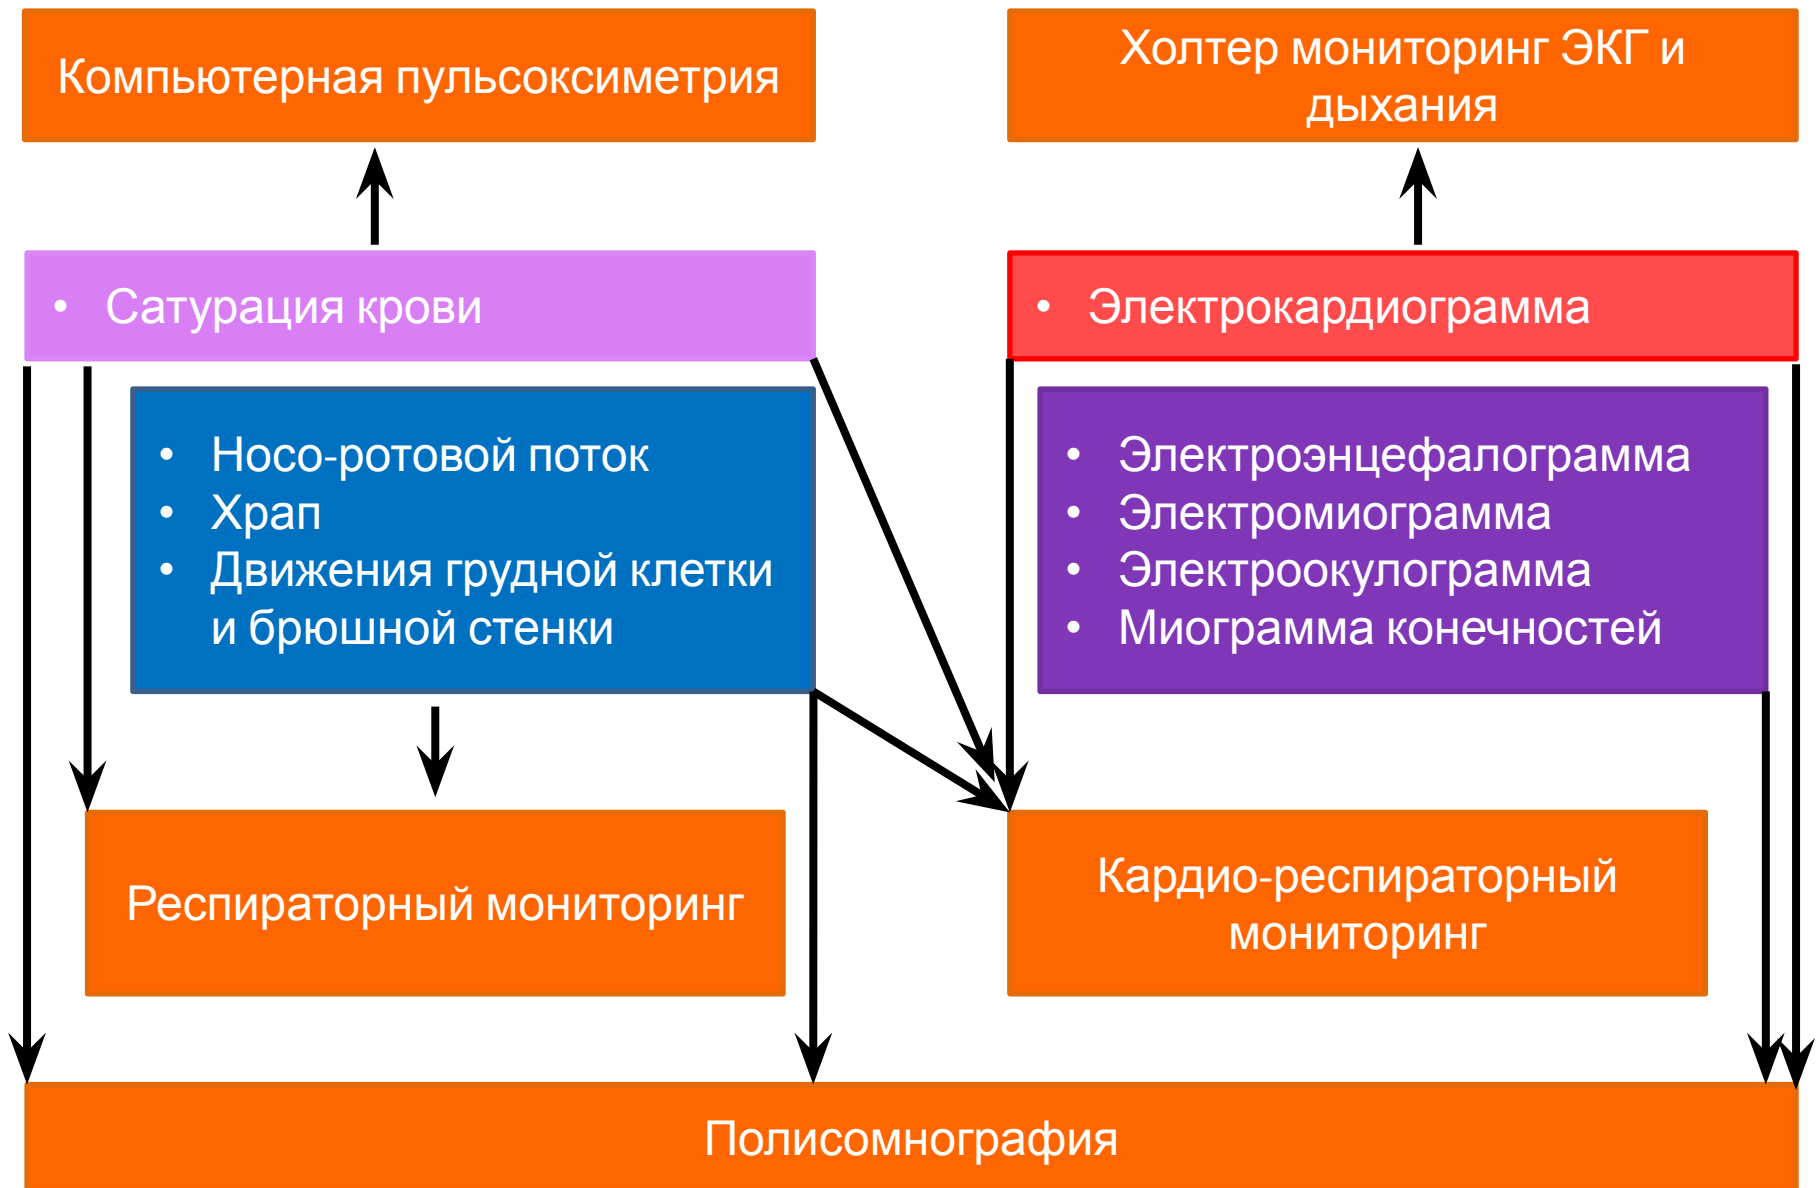 Компьютерная пульсоксиметрия
Холтер мониторинг ЭКГ и
дыхания
• Сатурация крови
• Электрокардиограмма
• Носо-ротовой поток
• Храп
• Движения грудной клетки
и брюшной стенки
• Электроэнцефалограмма
• Электромиограмма
• Электроокулограмма
• Миограмма конечностей
Респираторный мониторинг
Кардио-респираторный
мониторинг
Полисомнография